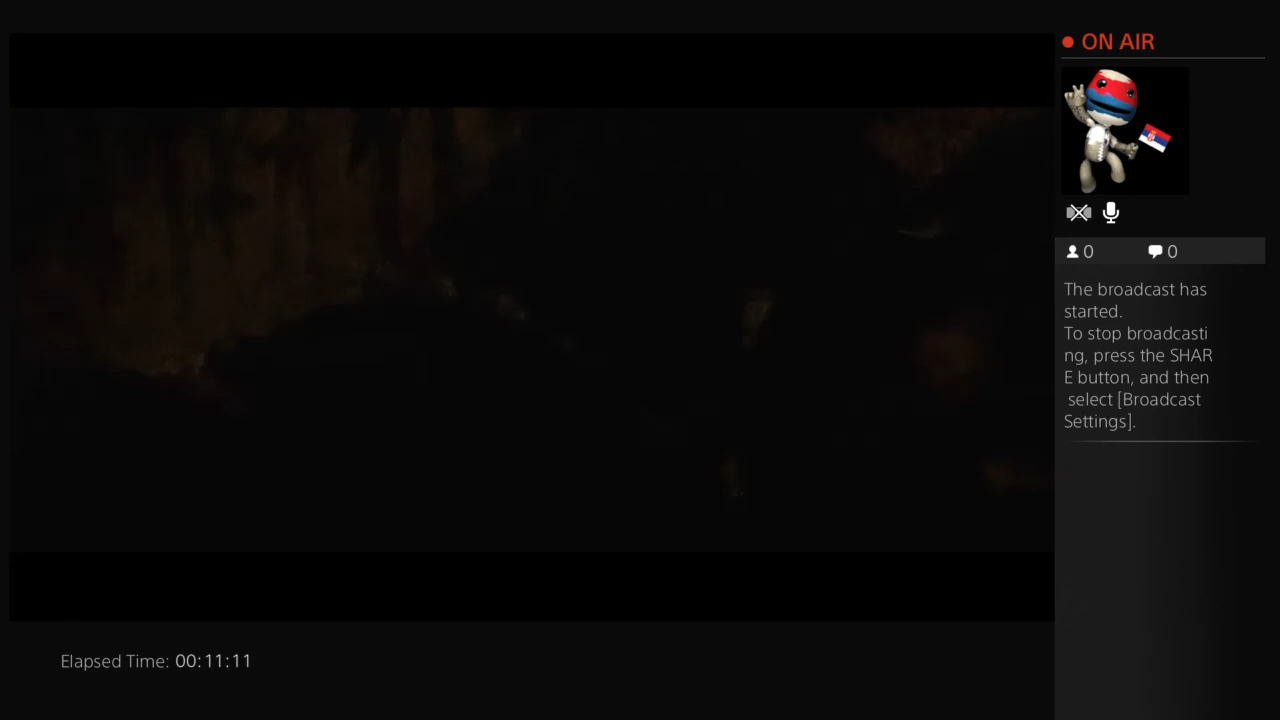 ON AIR
0 0
The broadcast has
started.
To stop broadcasti
ng, press the SHAR
E button, and then
select [Broadcast
Settings].
Elapsed Time: 00:11:11